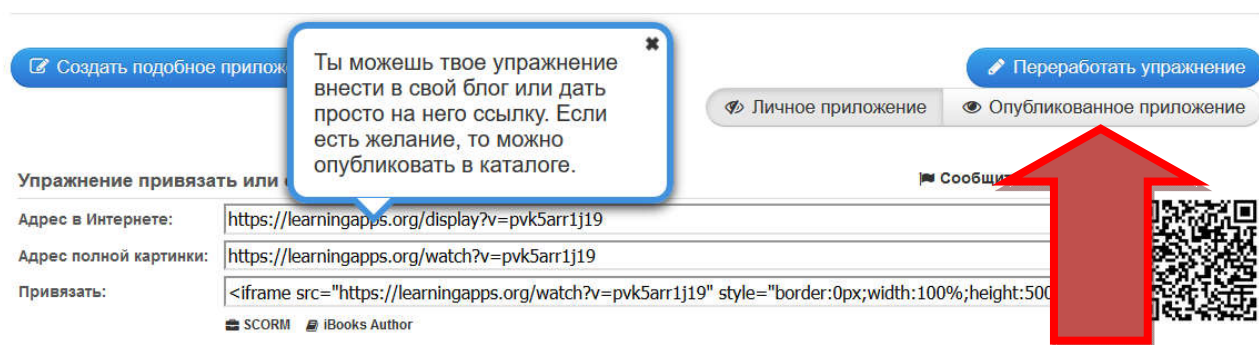 Создать подобное
Ты можешь твое упражнение
внести в свой блог или дать
просто на него ссылку. Если
есть желание, то можно
опубликовать в каталоге.
Переработать упражнение
Личное приложение
Опубликованное приложение
Упражнение привязать или
Адрес в Интернете:
https://learningapps.org/display?v=pvk5arr1j19
Адрес полной картинки:
https://learningapps.org/watch?v=pvk5arr1j19
Привязать:
<iframe src="https://learningapps.org/watch?v=pvk5arr1j19" style="border:0px;width:100%;height:500
SCORM iBooks Author